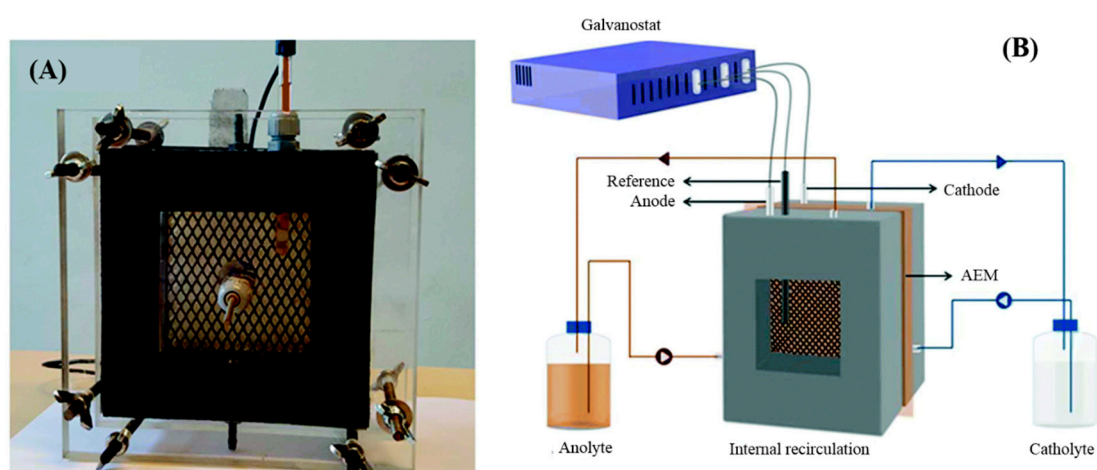 (A)
Galvanostat
(B)
Reference
Anode
Cathode
AEM
Anolyte
Internal recirculation
Catholyte